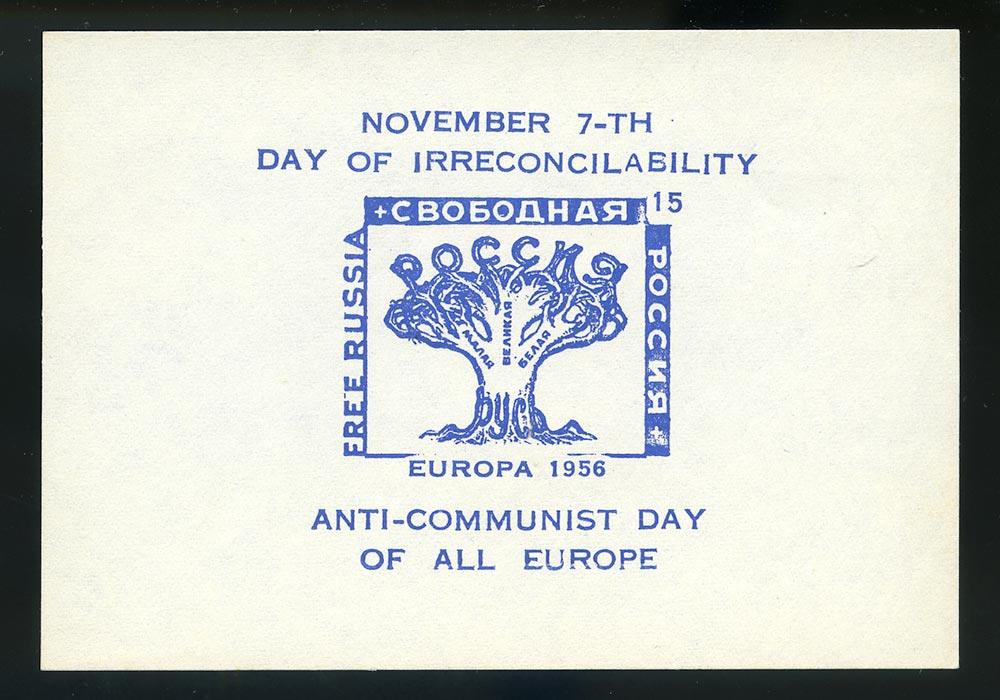 NOVEMBER 7-TH
DAY OF IRRECONCILABILITY
+СВОБОДНАЯ
15
FREE RUSSIA
РОССИЯ
РОССИЯ +
МАЛАЯ
ВЕЛИКАЯ
БЕЛАЯ
РУСЬ
EUROPA 1956
ANTI-COMMUNIST DAY
OF ALL EUROPE